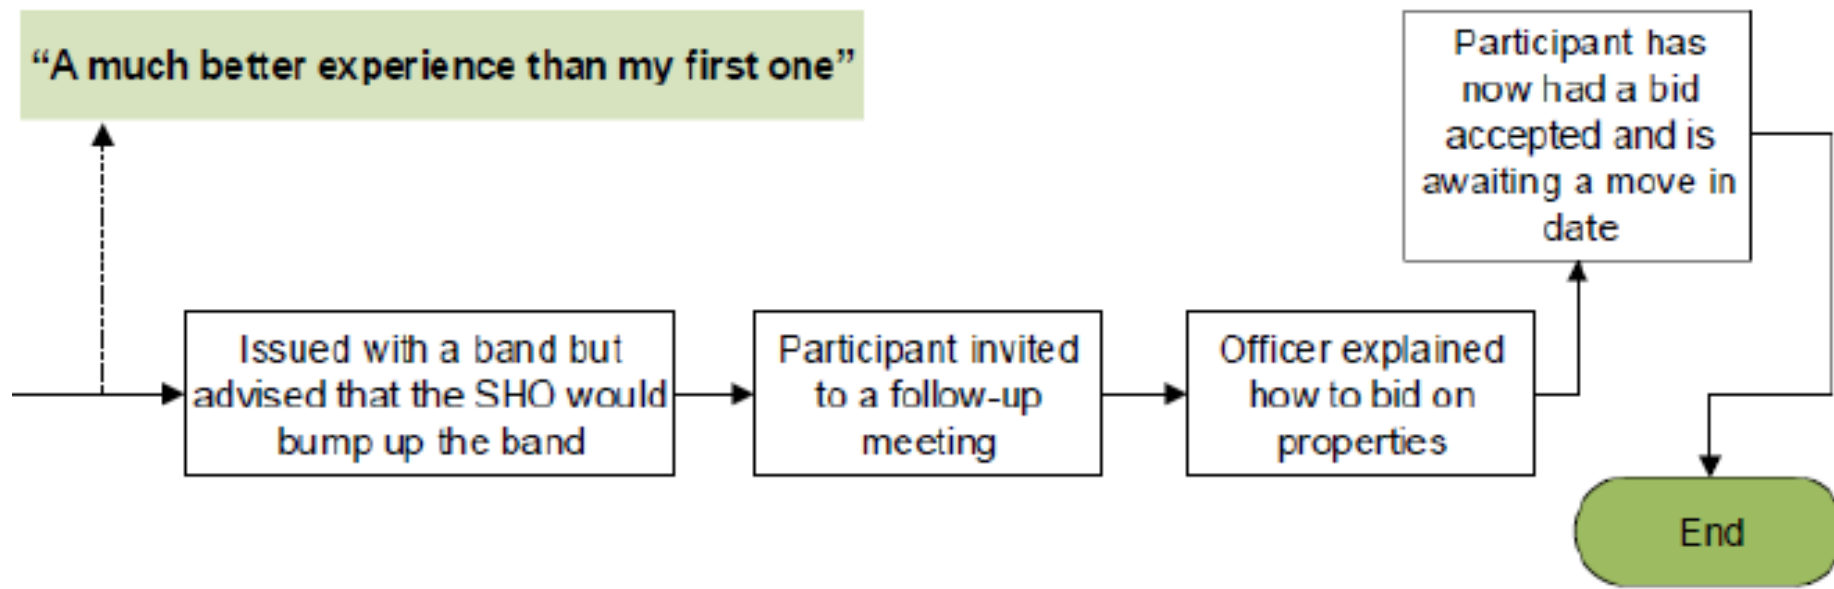 “A much better experience than my first one”
Participant has
now had a bid
accepted and is
awaiting a move in
date
Issued with a band but
advised that the SHO would
bump up the band
Participant invited
to a follow-up
meeting
Officer explained
how to bid on
properties
End